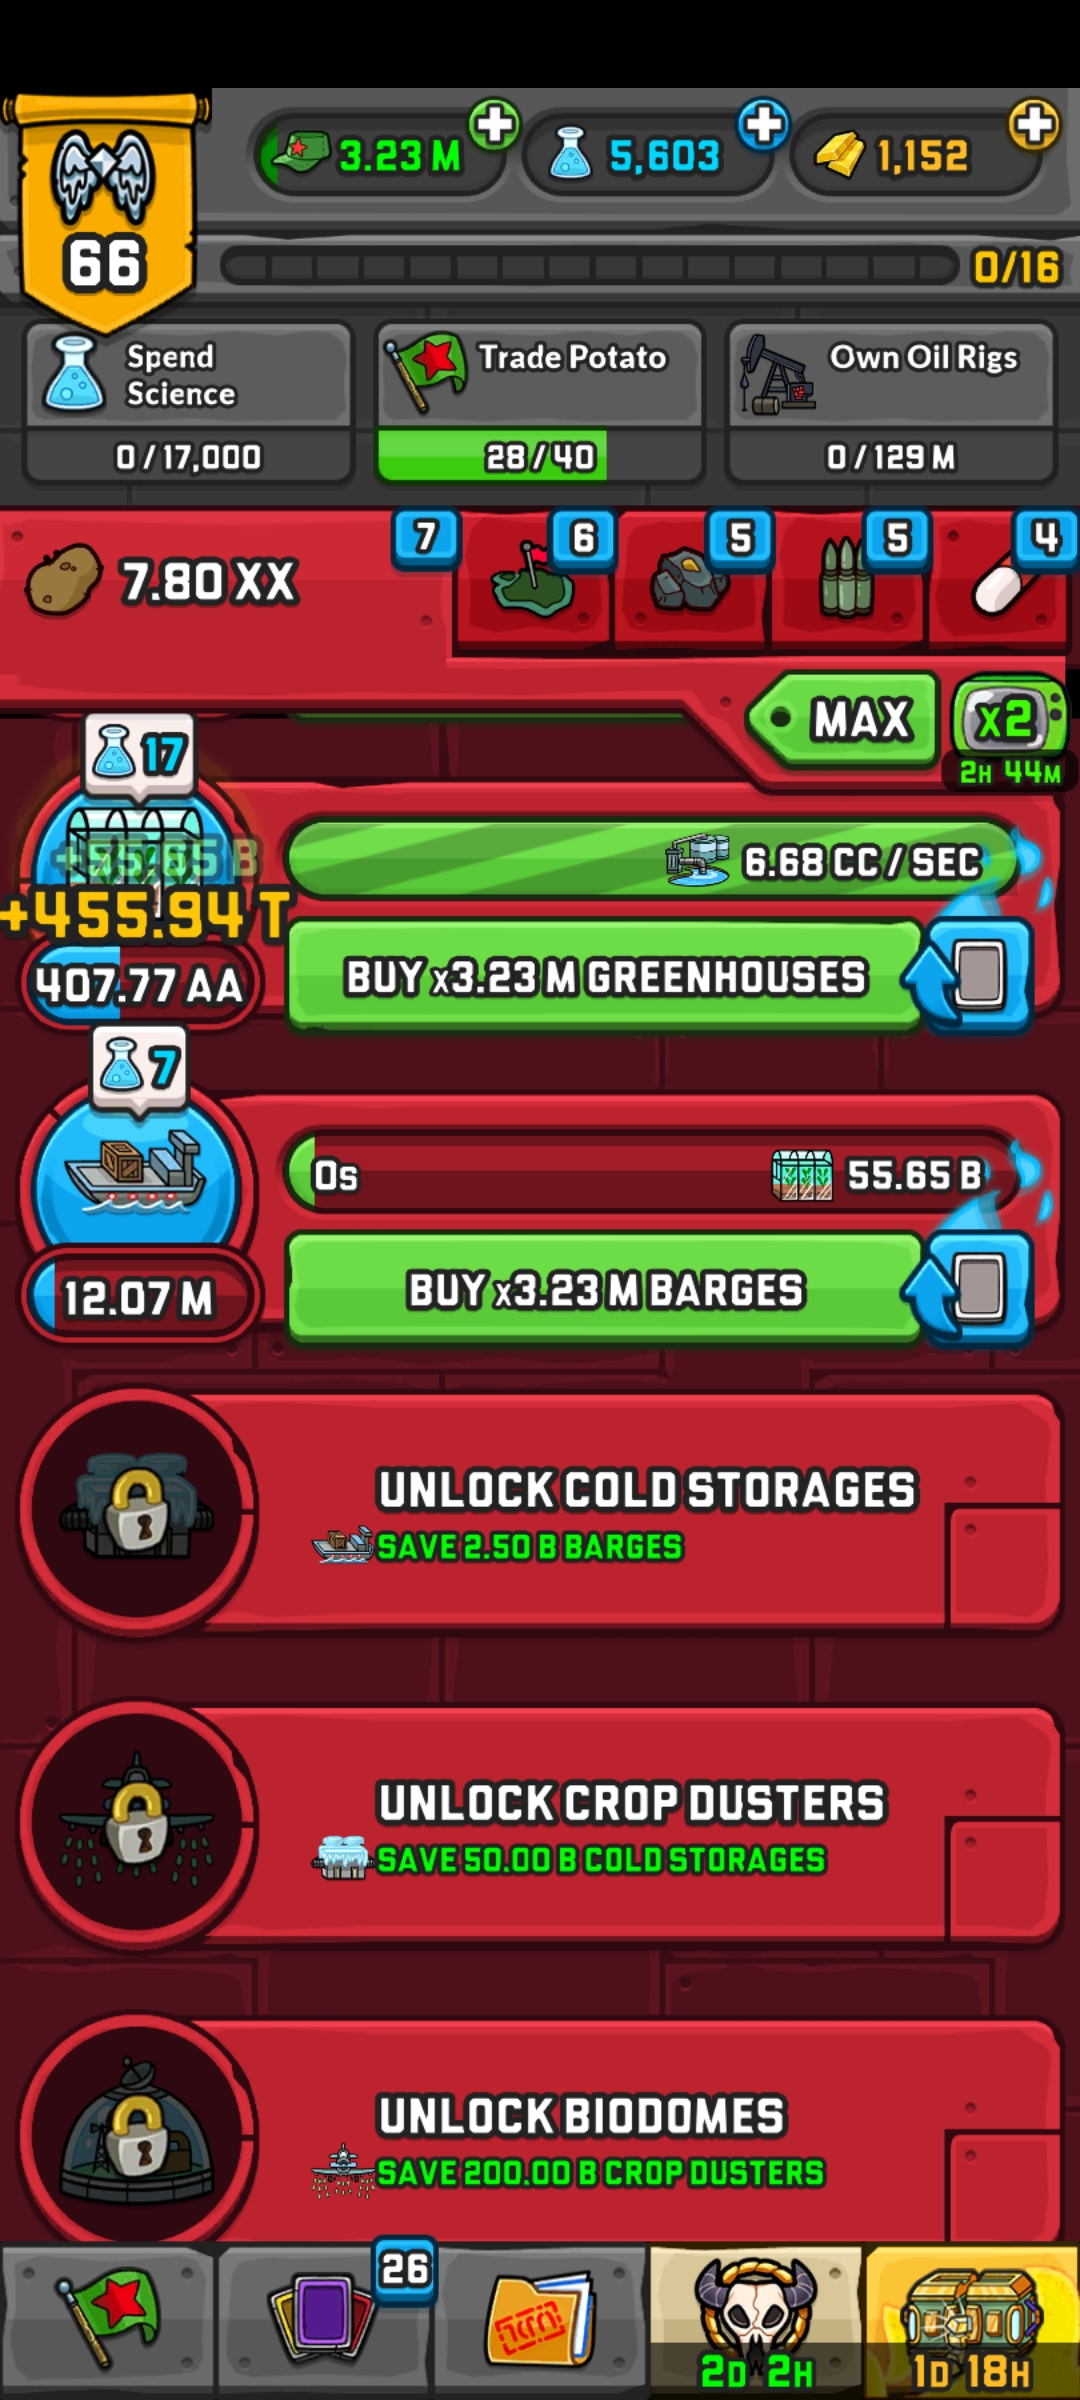 66
3.23 M
5,603
1,152
0/16
Spend
Science
0/17,000
Trade Potato
28/40
Own Oil Rigs
0/129 M
7.80 XX
7
6
5
5
4
MAX
x2
2H 44M
17
+55.65 B
+455.94 T
407.77 AA
6.68 CC / SEC
BUY x3.23 M GREENHOUSES
7
12.07 M
0s
55.65 B
BUY x3.23 M BARGES
UNLOCK COLD STORAGES
SAVE 2.50 B BARGES
UNLOCK CROP DUSTERS
SAVE 50.00 B COLD STORAGES
UNLOCK BIODOMES
SAVE 200.00 B CROP DUSTERS
26
2D 2H
1D 18H